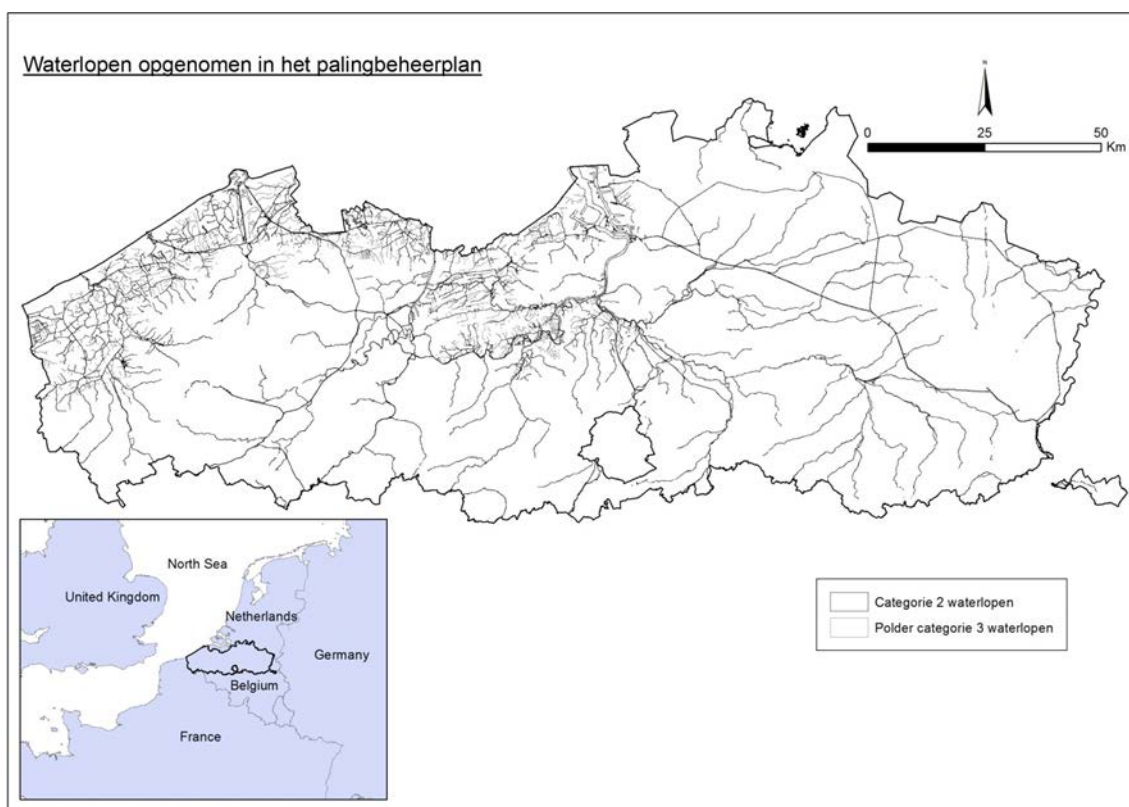 Waterlopen opgenomen in het palingbeheerplan
N
0 25 50
Km
North Sea
United Kingdom
Netherlands
Germany
Belgium
France
Categorie 2 waterlopen
Polder categorie 3 waterlopen